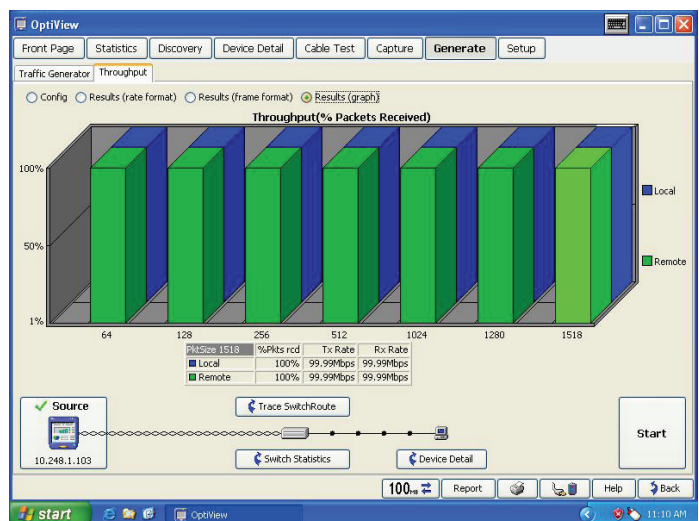 OptiView
Front Page Statistics Discovery Device Detail Cable Test Capture Generate Setup
Traffic Generator Throughput
Config Results (rate format) Results (frame format) Results (graph)
Throughput(% Packets Received)
100%
50%
1%
Local
Remote
64 128 256 512 1024 1280 1518
PktSize 1518 %Pkts rcd Tx Rate Rx Rate
Local 100% 99.99Mbps 99.99Mbps
Remote 100% 99.99Mbps 99.99Mbps
Source
10.248.1.103
Trace SwitchRoute
Switch Statistics
Device Detail
Start
100MB Report Help Back
start OptiView 11:10 AM